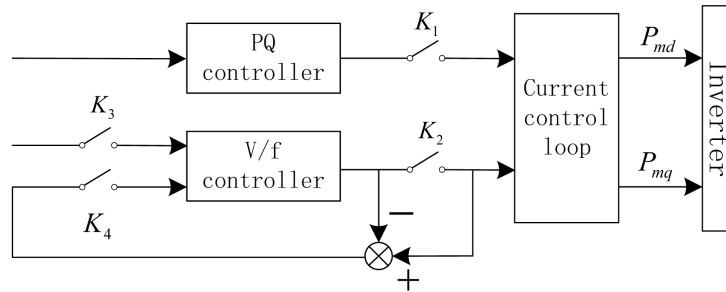 PQ
controller
K1
Current
control
loop
Pmd
Inverter
K3
V/f
controller
K2
Pmq
K4
−
+